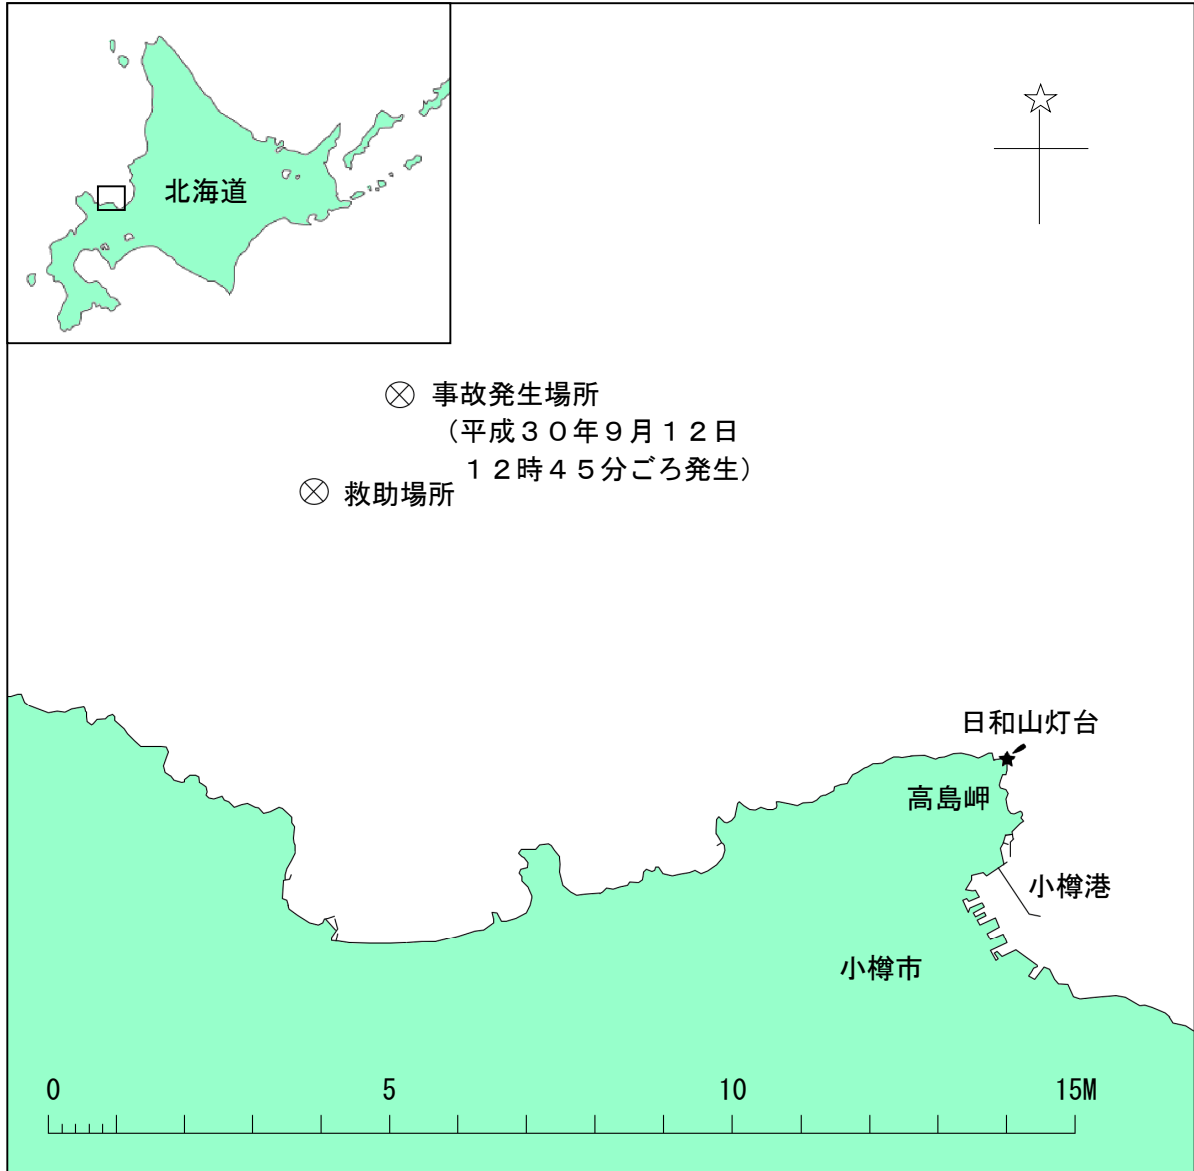 北海道
事故発生場所
（平成３０年９月１２日
１２時４５分ごろ発生）
救助場所
日和山灯台
高島岬
小樽港
小樽市
0 5 10 15M